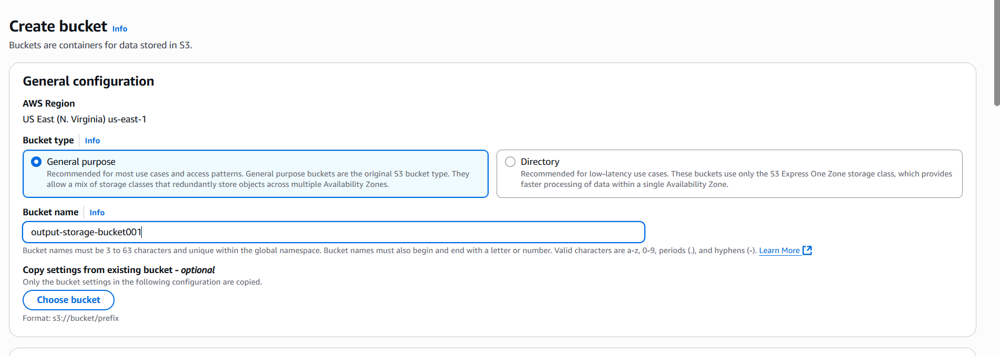 Create bucket Info
Buckets are containers for data stored in S3.
General configuration
AWS Region
US East (N. Virginia) us-east-1
Bucket type Info
General purpose
Recommended for most use cases and access patterns. General purpose buckets are the original S3 bucket type. They
allow a mix of storage classes that redundantly store objects across multiple Availability Zones.
Directory
Recommended for low-latency use cases. These buckets use only the S3 Express One Zone storage class, which provides
faster processing of data within a single Availability Zone.
Bucket name Info
output-storage-bucket001
Bucket names must be 3 to 63 characters and unique within the global namespace. Bucket names must also begin and end with a letter or number. Valid characters are a-z, 0-9, periods (.), and hyphens (-). Learn More
Copy settings from existing bucket - optional
Only the bucket settings in the following configuration are copied.
Choose bucket
Format: s3://bucket/prefix